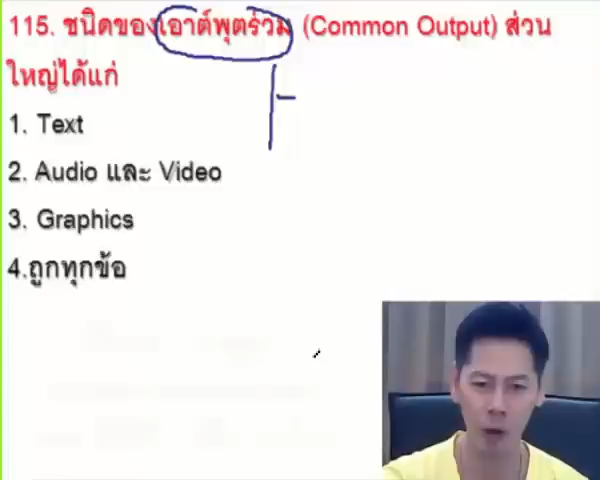 115. ชนิดของเอาต์พุตร่วม (Common Output) ส่วน
ใหญ่ได้แก่
1. Text
2. Audio และ Video
3. Graphics
4.ถูกทุกข้อ